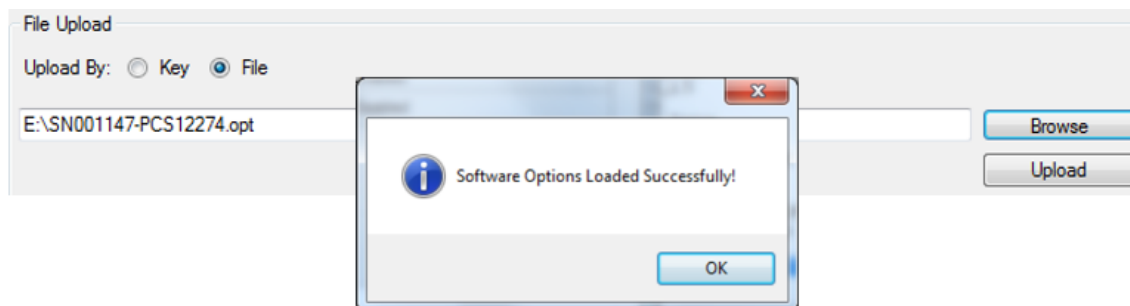 File Upload
Upload By: Key File
E:\SN001147-PCS12274.opt
Browse
Upload
Software Options Loaded Successfully!
OK